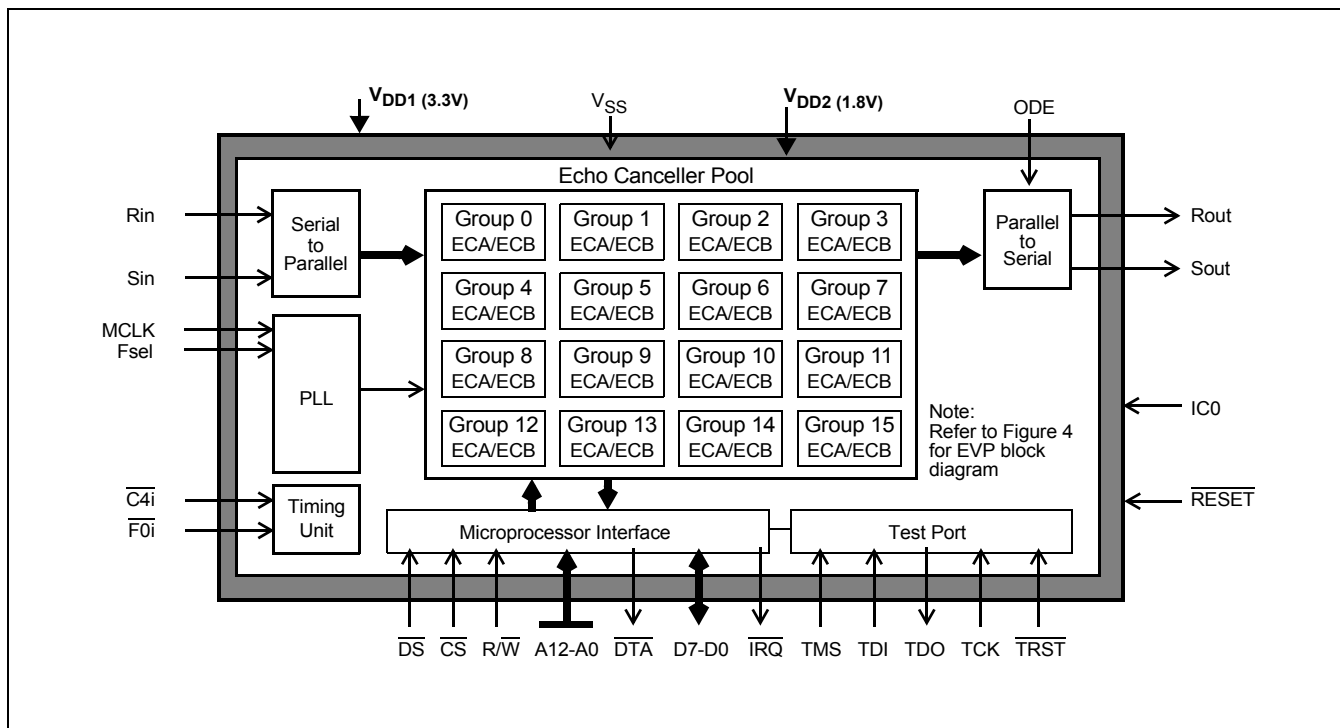 VDD1 (3.3V)
VSS
VDD2 (1.8V)
ODE
Echo Canceller Pool
Rin
Sin
MCLK
Fsel
C4i
F0i
Serial
to
Parallel
PLL
Timing
Unit
Group 0
ECA/ECB
Group 1
ECA/ECB
Group 2
ECA/ECB
Group 3
ECA/ECB
Group 4
ECA/ECB
Group 5
ECA/ECB
Group 6
ECA/ECB
Group 7
ECA/ECB
Group 8
ECA/ECB
Group 9
ECA/ECB
Group 10
ECA/ECB
Group 11
ECA/ECB
Group 12
ECA/ECB
Group 13
ECA/ECB
Group 14
ECA/ECB
Group 15
ECA/ECB
Parallel
to
Serial
Rout
Sout
Note:
Refer to Figure 4
for EVP block
diagram
IC0
RESET
Microprocessor Interface
Test Port
DS
CS
R/W
A12-A0
DTA
D7-D0
IRQ
TMS
TDI
TDO
TCK
TRST